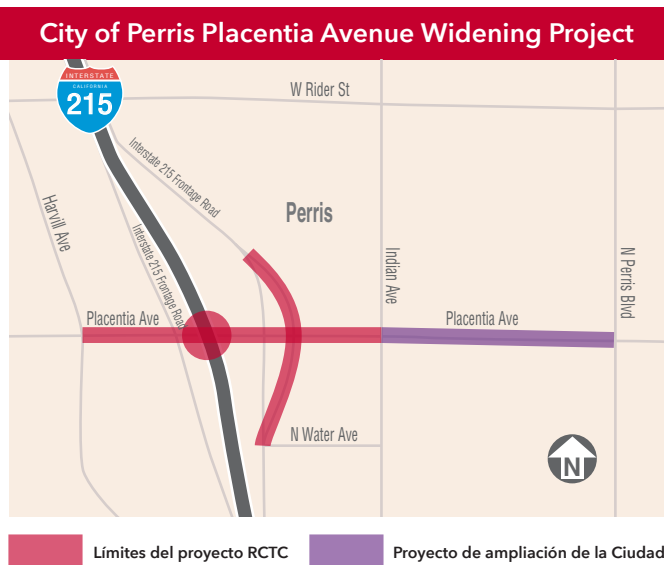 City of Perris Placentia Avenue Widening Project
INTERSTATE
CALIFORNIA
215
W Rider St
Interstate 215 Frontage Road
Harvill Ave
Perris
Interstate 215 Frontage Road
Indian Ave
N Perris Blvd
Placentia Ave
Placentia Ave
N Water Ave
N
Límites del proyecto RCTC
Proyecto de ampliación de la Ciudad